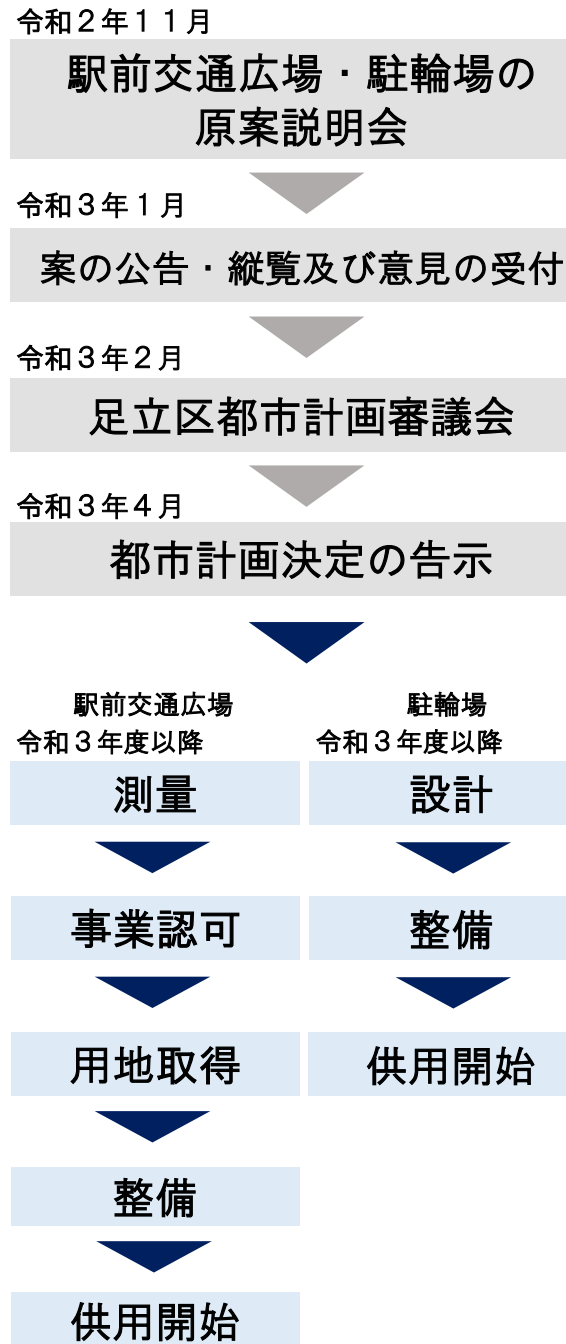 令和２年１１月
駅前交通広場・駐輪場の
原案説明会
令和３年１月
案の公告・縦覧及び意見の受付
令和３年２月
足立区都市計画審議会
令和３年４月
都市計画決定の告示
駅前交通広場
令和３年度以降
測量
事業認可
用地取得
整備
供用開始
駐輪場
令和３年度以降
設計
整備
供用開始